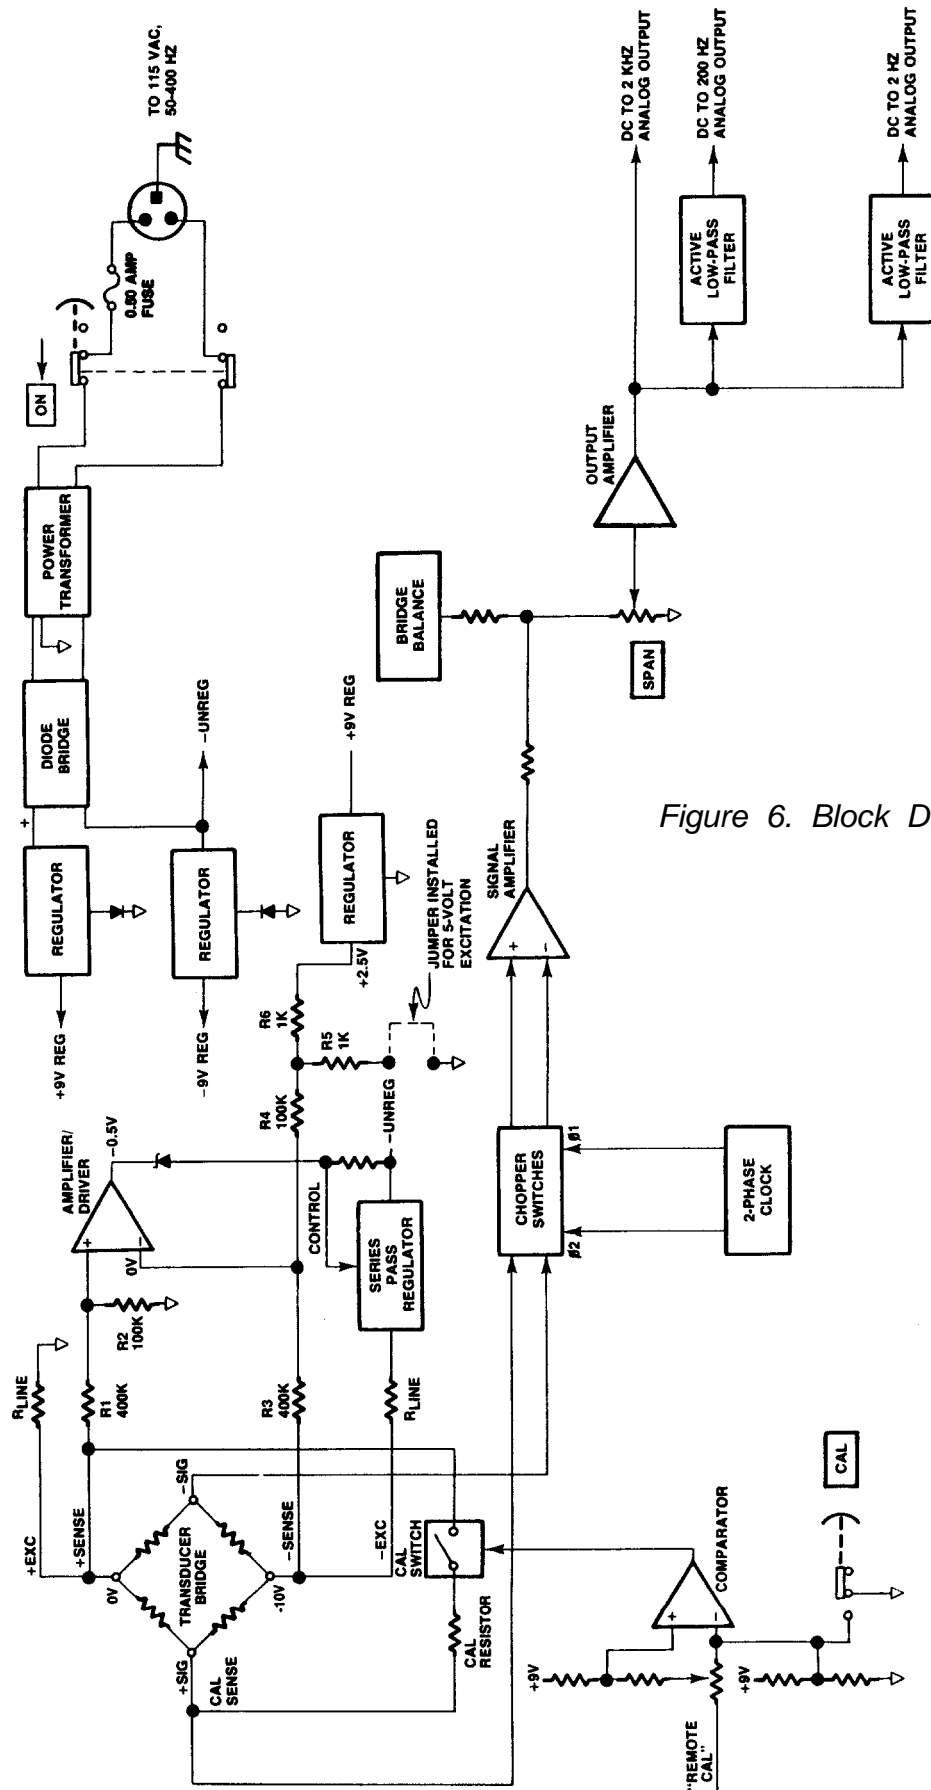 TO 115 VAC,
50-400 HZ
0.80 AMP
FUSE
ON
POWER
TRANSFORMER
DIODE
BRIDGE
+
-UNREG
REGULATOR
REGULATOR
+9V REG
-9V REG
+9V REG
REGULATOR
+2.5V
R6
1K
R5
1K
R4
100K
JUMPER INSTALLED
FOR 5-VOLT
EXCITATION
-UNREG
AMPLIFIER/
DRIVER
-0.5V
+
-
0V
CONTROL
SERIES
PASS
REGULATOR
R2
100K
RLINE
R1
400K
R3
400K
RLINE
+EXC
+SENSE
-SIG
-SENSE
-EXC
0V
TRANSDUCER
BRIDGE
-10V
+SIG
CAL
SENSE
CAL
SWITCH
CAL
RESISTOR
CHOPPER
SWITCHES
ø2
ø1
2-PHASE
CLOCK
SIGNAL
AMPLIFIER
+
-
BRIDGE
BALANCE
SPAN
OUTPUT
AMPLIFIER
DC TO 2 KHZ
ANALOG OUTPUT
ACTIVE
LOW-PASS
FILTER
DC TO 200 HZ
ANALOG OUTPUT
ACTIVE
LOW-PASS
FILTER
DC TO 2 HZ
ANALOG OUTPUT
COMPARATOR
+
-
CAL
+9V
+9V
"REMOTE
CAL"
Figure 6. Block D